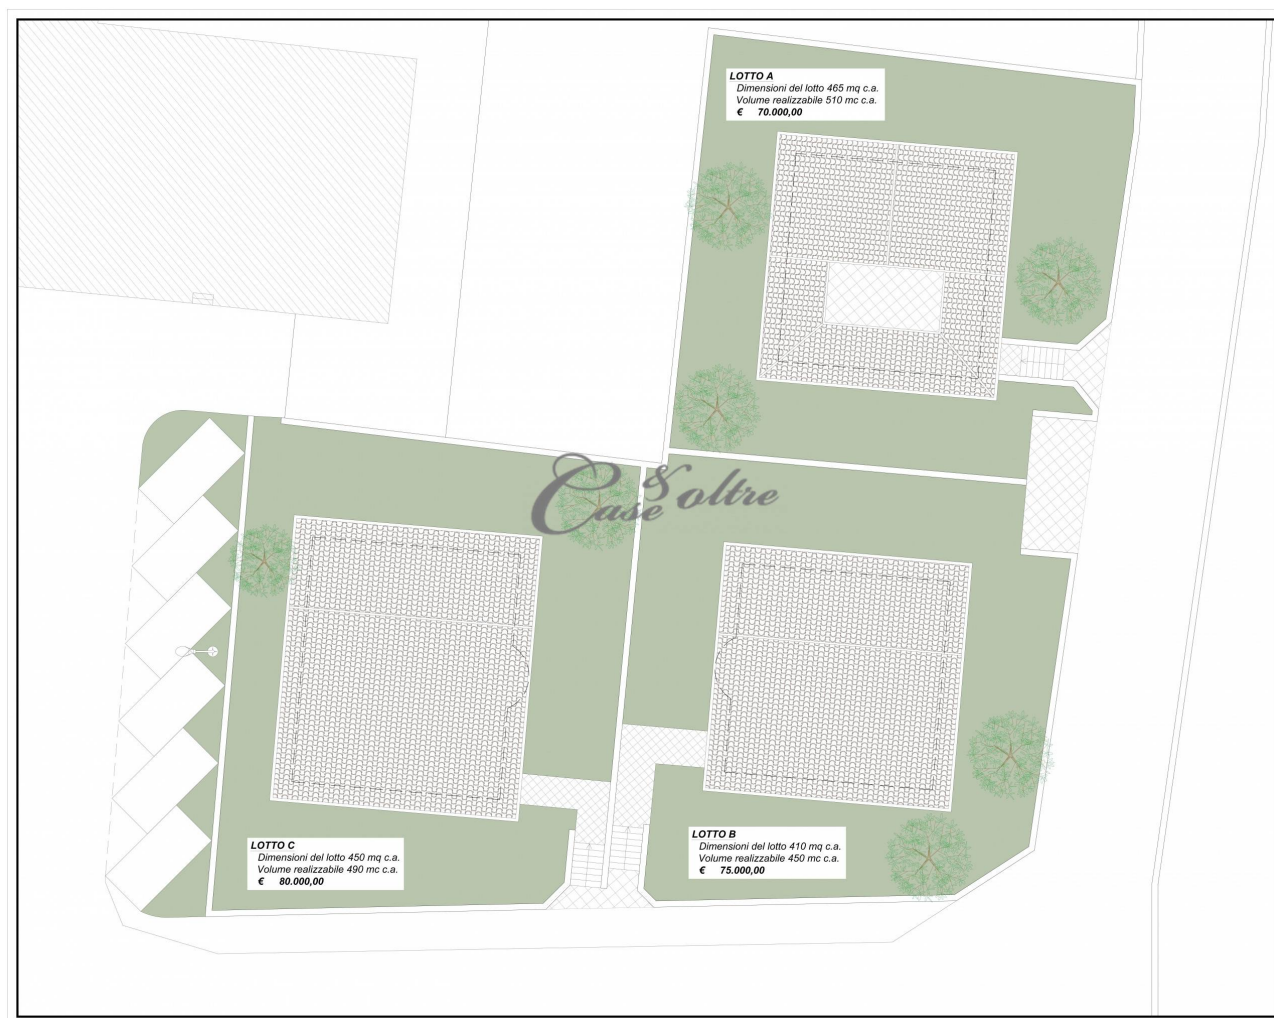 LOTTO A
Dimensioni del lotto 465 mq c.a.
Volume realizzabile 510 mc c.a.
€ 70.000,00
Case & oltre
LOTTO C
Dimensioni del lotto 450 mq c.a.
Volume realizzabile 490 mc c.a.
€ 80.000,00
LOTTO B
Dimensioni del lotto 410 mq c.a.
Volume realizzabile 450 mc c.a.
€ 75.000,00